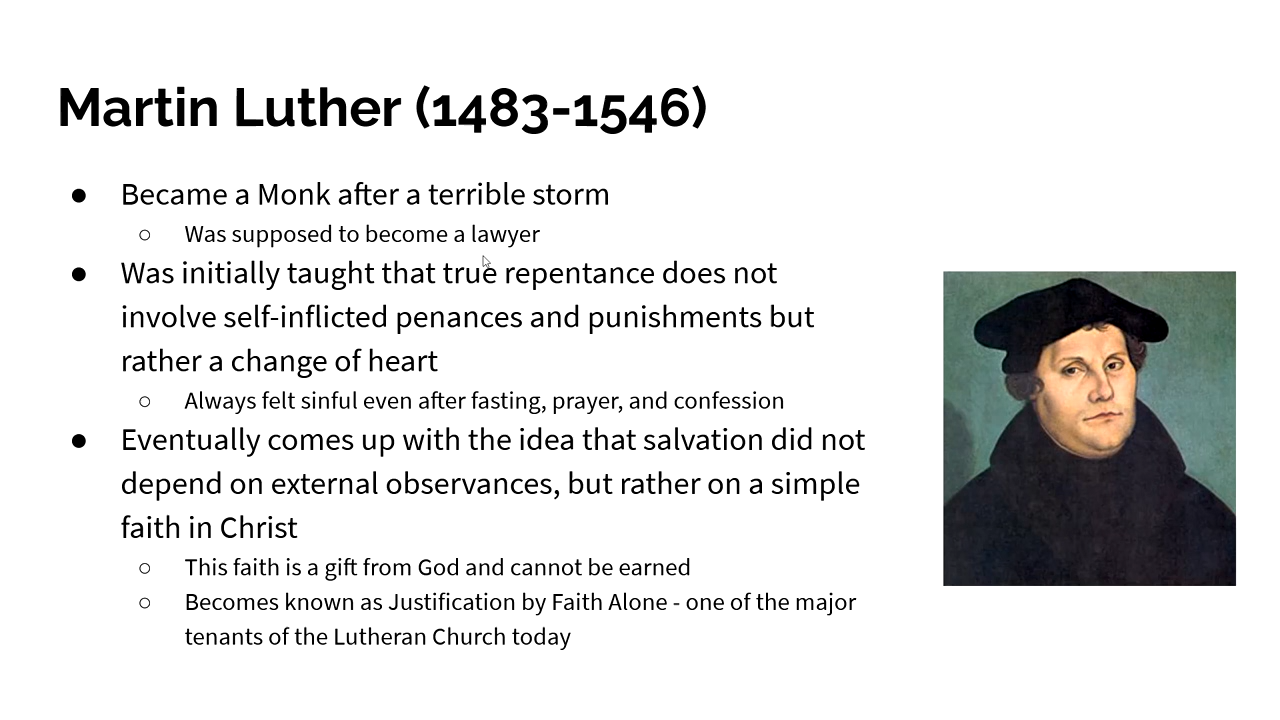 Martin Luther (1483-1546)
● Became a Monk after a terrible storm
○ Was supposed to become a lawyer
● Was initially taught that true repentance does not
involve self-inflicted penances and punishments but
rather a change of heart
○ Always felt sinful even after fasting, prayer, and confession
● Eventually comes up with the idea that salvation did not
depend on external observances, but rather on a simple
faith in Christ
○ This faith is a gift from God and cannot be earned
○ Becomes known as Justification by Faith Alone - one of the major
tenants of the Lutheran Church today